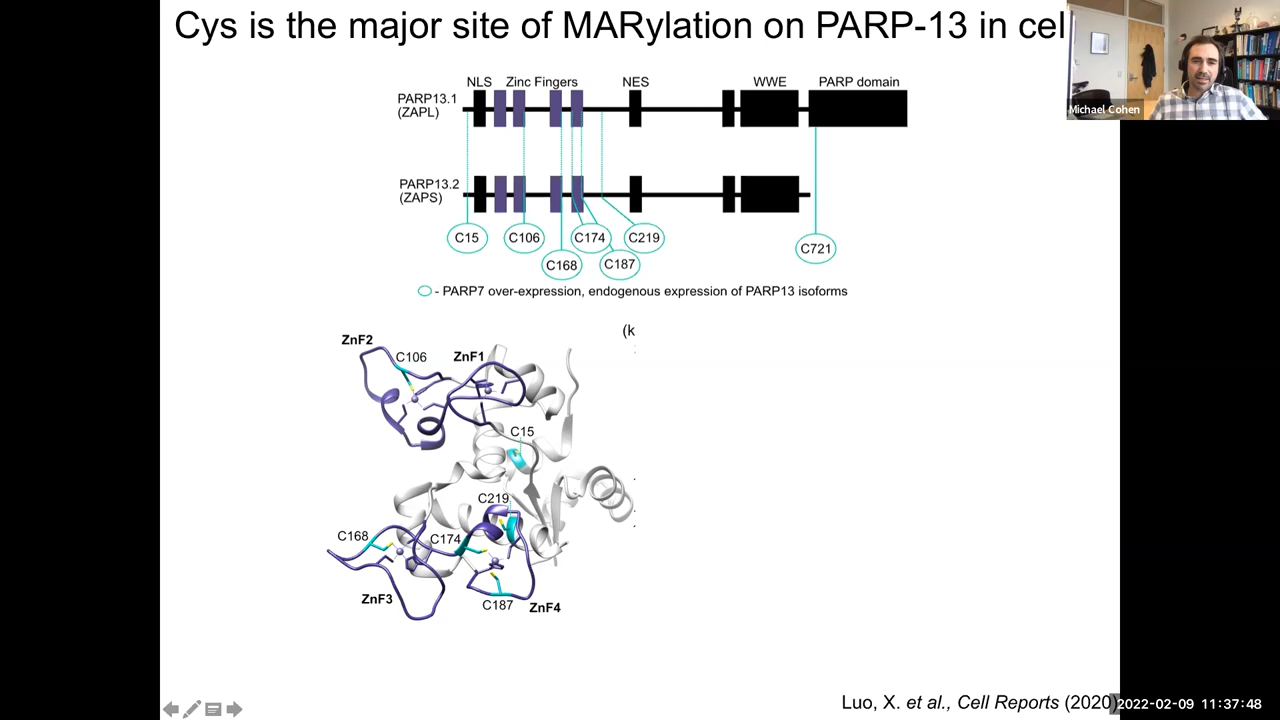 Cys is the major site of MARylation on PARP-13 in cel
Michael Cohen
NLS Zinc Fingers NES WWE PARP domain
PARP13.1
(ZAPL)
PARP13.2
(ZAPS)
C15 C106 C174 C219
C168 C187
C721
- PARP7 over-expression, endogenous expression of PARP13 isoforms
(k
ZnF2
C106 ZnF1
C15
C219
C168 C174
ZnF3
C187 ZnF4
Luo, X. et al., Cell Reports (2020)
2022-02-09 11:37:48